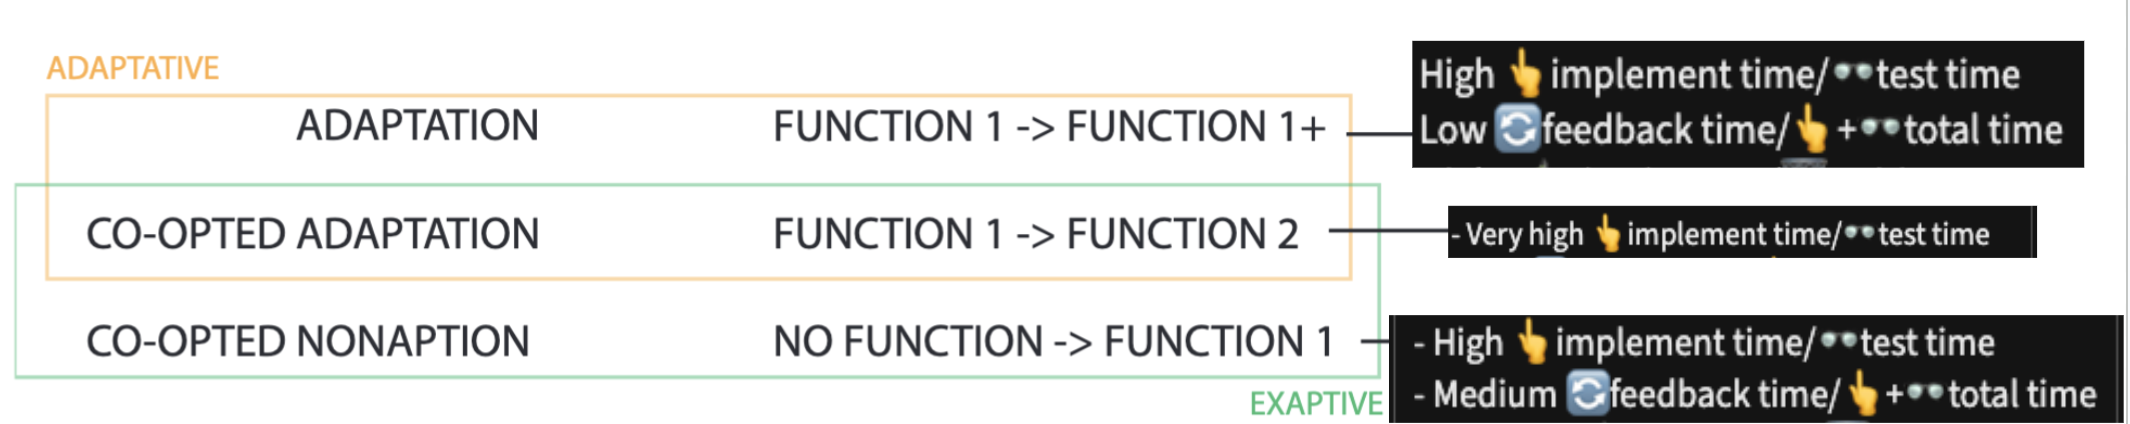 ADAPTATIVE
ADAPTATION FUNCTION 1 -> FUNCTION 1+
High 👆implement time/🕶test time
Low 🔄feedback time/👆+🕶total time
CO-OPTED ADAPTATION FUNCTION 1 -> FUNCTION 2
- Very high 👆implement time/🕶test time
CO-OPTED NONAPTION NO FUNCTION -> FUNCTION 1
- High 👆implement time/🕶test time
- Medium 🔄feedback time/👆+🕶total time
EXAPTIVE